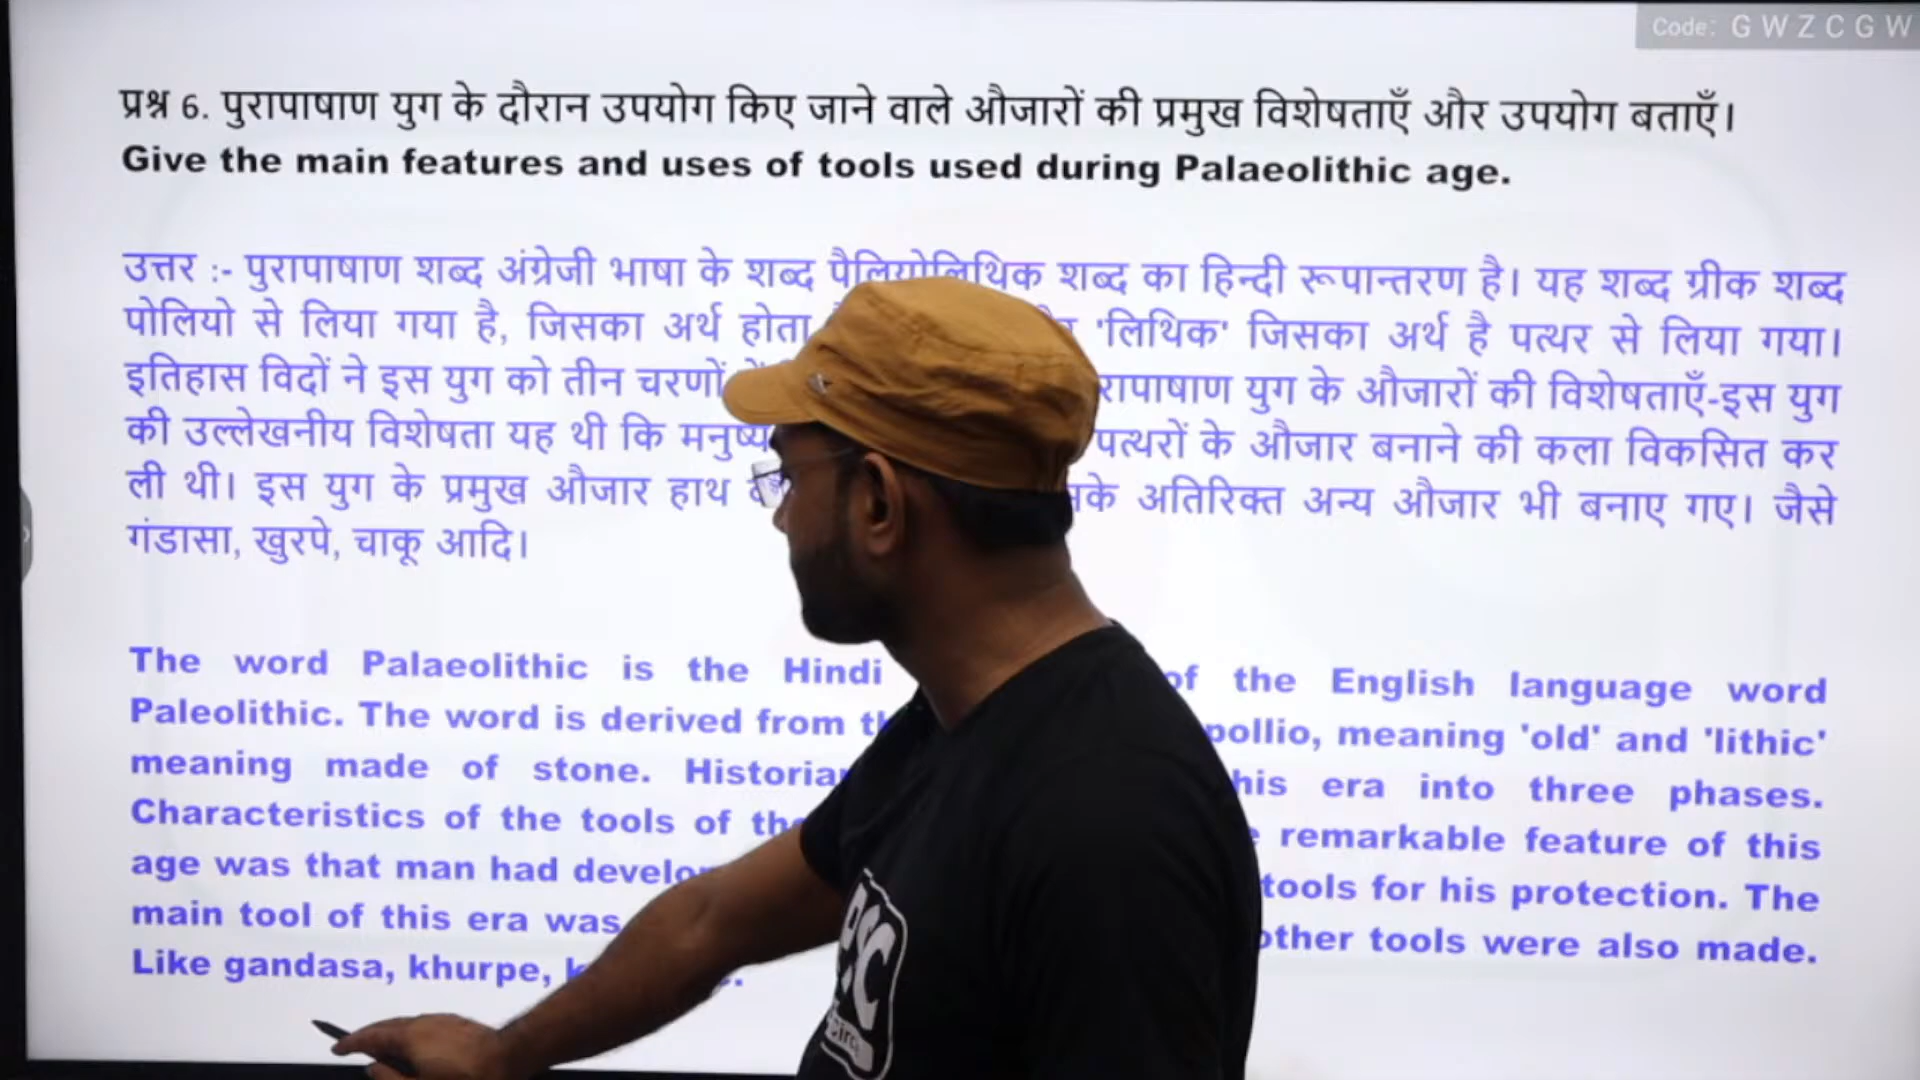 Code: G W Z C G W
प्रश्न 6. पुरापाषाण युग के दौरान उपयोग किए जाने वाले औजारों की प्रमुख विशेषताएँ और उपयोग बताएँ।
Give the main features and uses of tools used during Palaeolithic age.
उत्तर :- पुरापाषाण शब्द अंग्रेजी भाषा के शब्द पैलियोलिथिक शब्द का हिन्दी रूपान्तरण है। यह शब्द ग्रीक शब्द
पोलियो से लिया गया है, जिसका अर्थ होता 'लिथिक' जिसका अर्थ है पत्थर से लिया गया।
इतिहास विदों ने इस युग को तीन चरणों रापाषाण युग के औजारों की विशेषताएँ-इस युग
की उल्लेखनीय विशेषता यह थी कि मनुष्य पत्थरों के औजार बनाने की कला विकसित कर
ली थी। इस युग के प्रमुख औजार हाथ के अतिरिक्त अन्य औजार भी बनाए गए। जैसे
गंडासा, खुरपे, चाकू आदि।
The word Palaeolithic is the Hindi of the English language word
Paleolithic. The word is derived from pollio, meaning 'old' and 'lithic'
meaning made of stone. his era into three phases.
Characteristics of the tools of remarkable feature of this
age was that man had tools for his protection. The
main tool of this era was other tools were also made.
Like gandasa, khurpe,